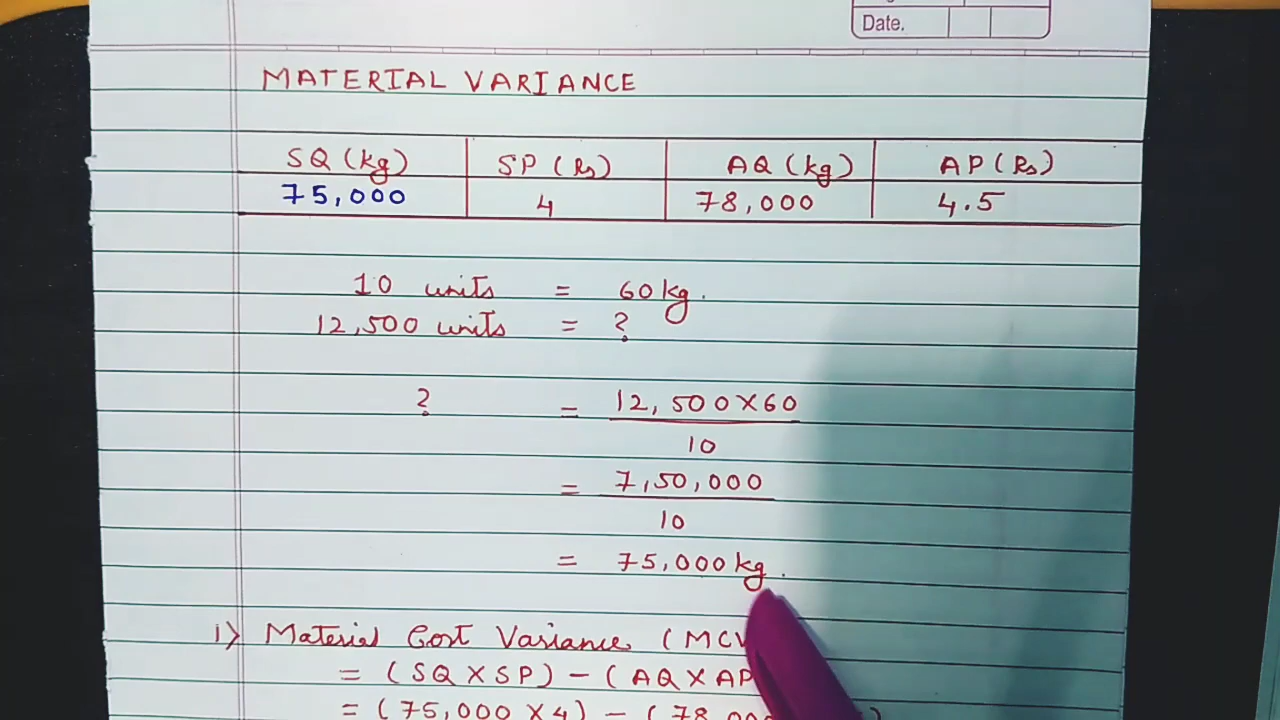 Date.
MATERIAL VARIANCE
SQ (kg) SP (Rs) AQ (kg) AP (Rs)
75,000 4 78,000 4.5
10 units = 60 kg.
12,500 units = ?
? = 12,500 X 60
10
= 7,50,000
10
= 75,000 kg.
1) Material Cost Variance (MCV
= (SQ X SP) - (AQ X AP
= (75,000 X 4) - (78,000 )